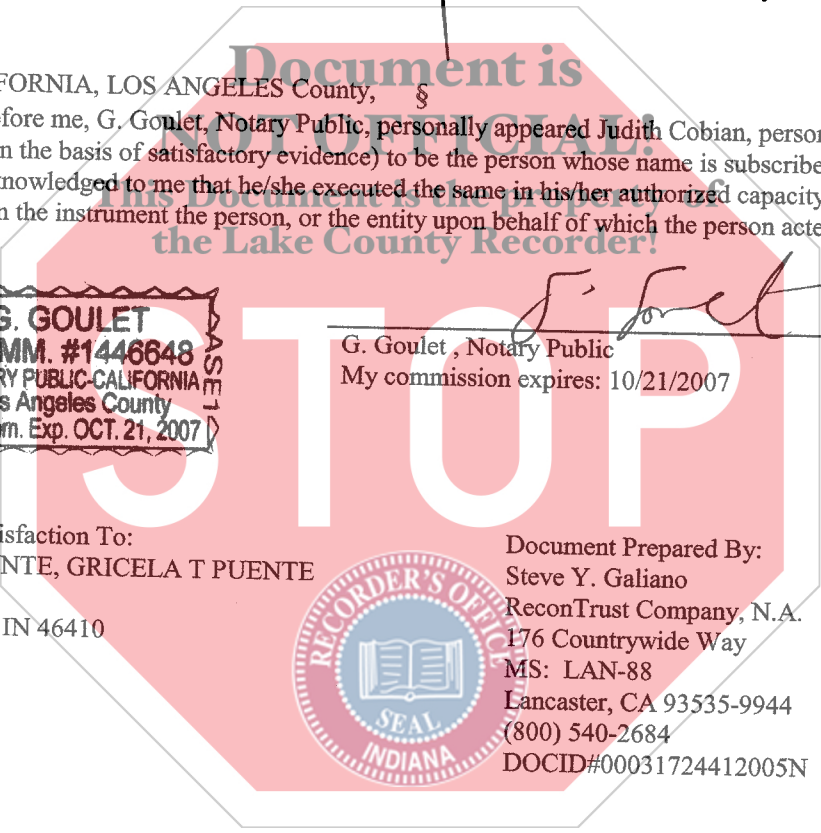 Document is
NOT OFFICIAL!
This Document is the property of
the Lake County Recorder!
FORNIA, LOS ANGELES County, §
fore me, G. Goulet, Notary Public, personally appeared Judith Cobian, person
n the basis of satisfactory evidence) to be the person whose name is subscribe
nowledged to me that he/she executed the same in his/her authorized capacity
n the instrument the person, or the entity upon behalf of which the person acte
G. GOULET
MM. #1446648
RY PUBLIC-CALIFORNIA
s Angeles County
m. Exp. OCT. 21, 2007
ASE1
G. Goulet , Notary Public
My commission expires: 10/21/2007
STOP
isfaction To:
NTE, GRICELA T PUENTE
IN 46410
Document Prepared By:
Steve Y. Galiano
ReconTrust Company, N.A.
176 Countrywide Way
MS: LAN-88
Lancaster, CA 93535-9944
(800) 540-2684
DOCID#00031724412005N
RECORDER'S OFFICE
SEAL
INDIANA